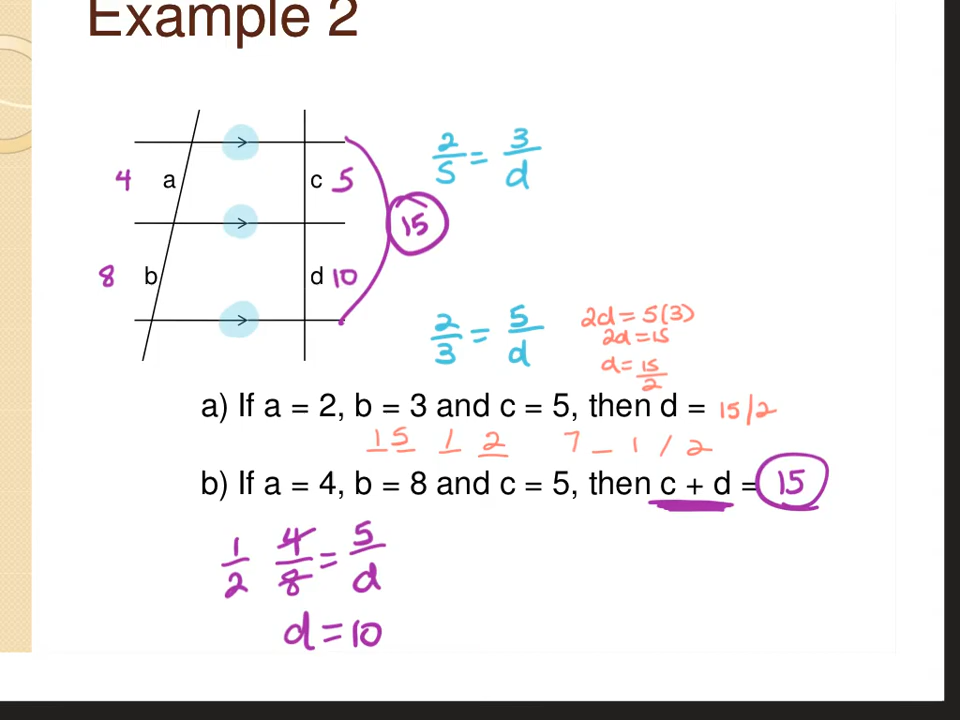 Example 2
2/5 = 3/d
4 a c 5
15
8 b d 10
2/3 = 5/d
2d = 5(3)
2d = 15
d = 15/2
a) If a = 2, b = 3 and c = 5, then d = 15/2
15 1 2 7 _ 1 / 2
b) If a = 4, b = 8 and c = 5, then c + d = 15
1/2 4/8 = 5/d
d = 10